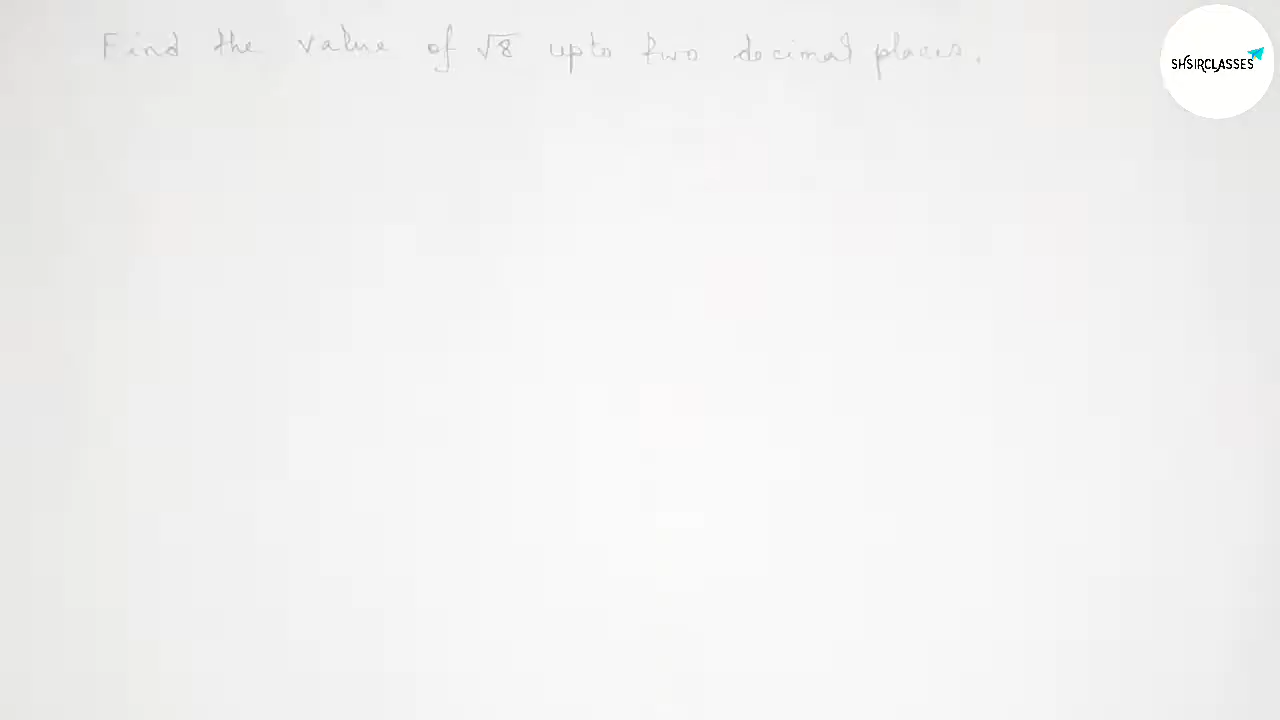 Find the value of √8 upto two decimal places.
SHSIRCLASSES